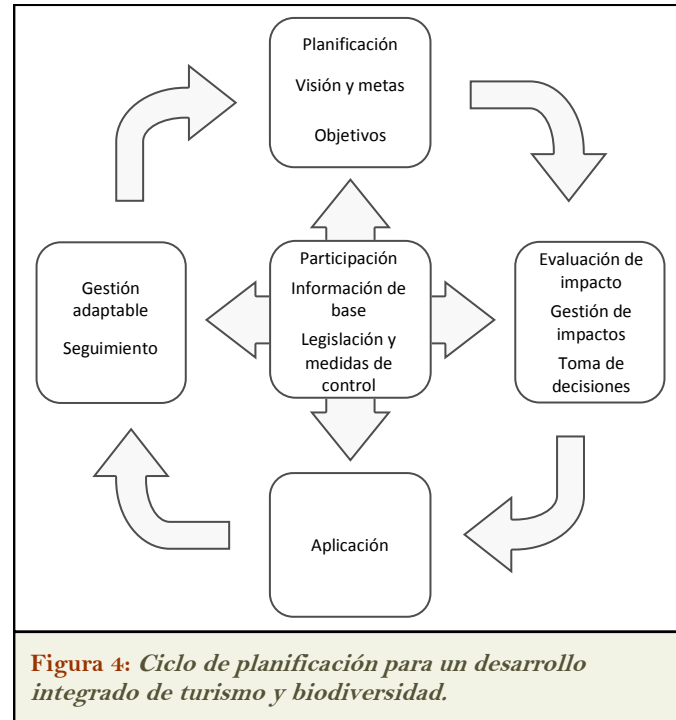 Planificación
Visión y metas
Objetivos
Participación
Información de
base
Legislación y
medidas de
control
Evaluación de
impacto
Gestión de
impactos
Toma de
decisiones
Gestión
adaptable
Seguimiento
Aplicación
Figura 4: Ciclo de planificación para un desarrollo
integrado de turismo y biodiversidad.